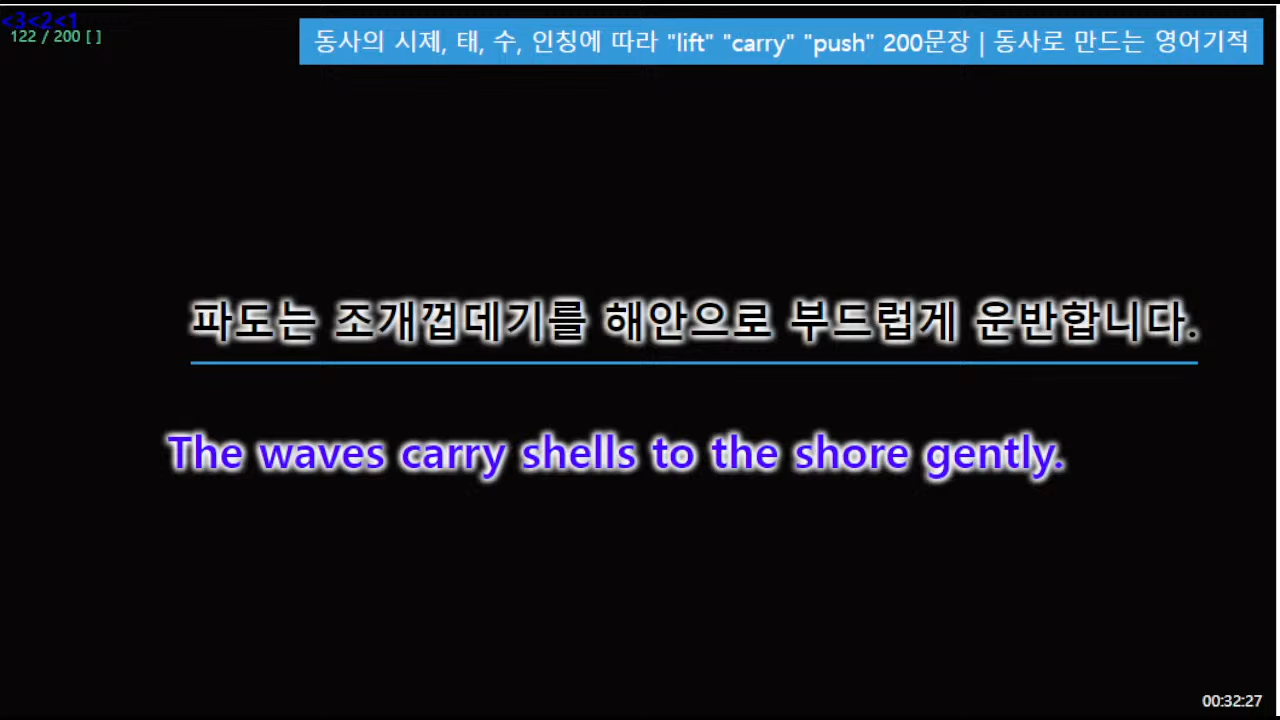 <3<2<1
122 / 200 [ ]
동사의 시제, 태, 수, 인칭에 따라 "lift" "carry" "push" 200문장 | 동사로 만드는 영어기적
파도는 조개껍데기를 해안으로 부드럽게 운반합니다.
The waves carry shells to the shore gently.
00:32:27